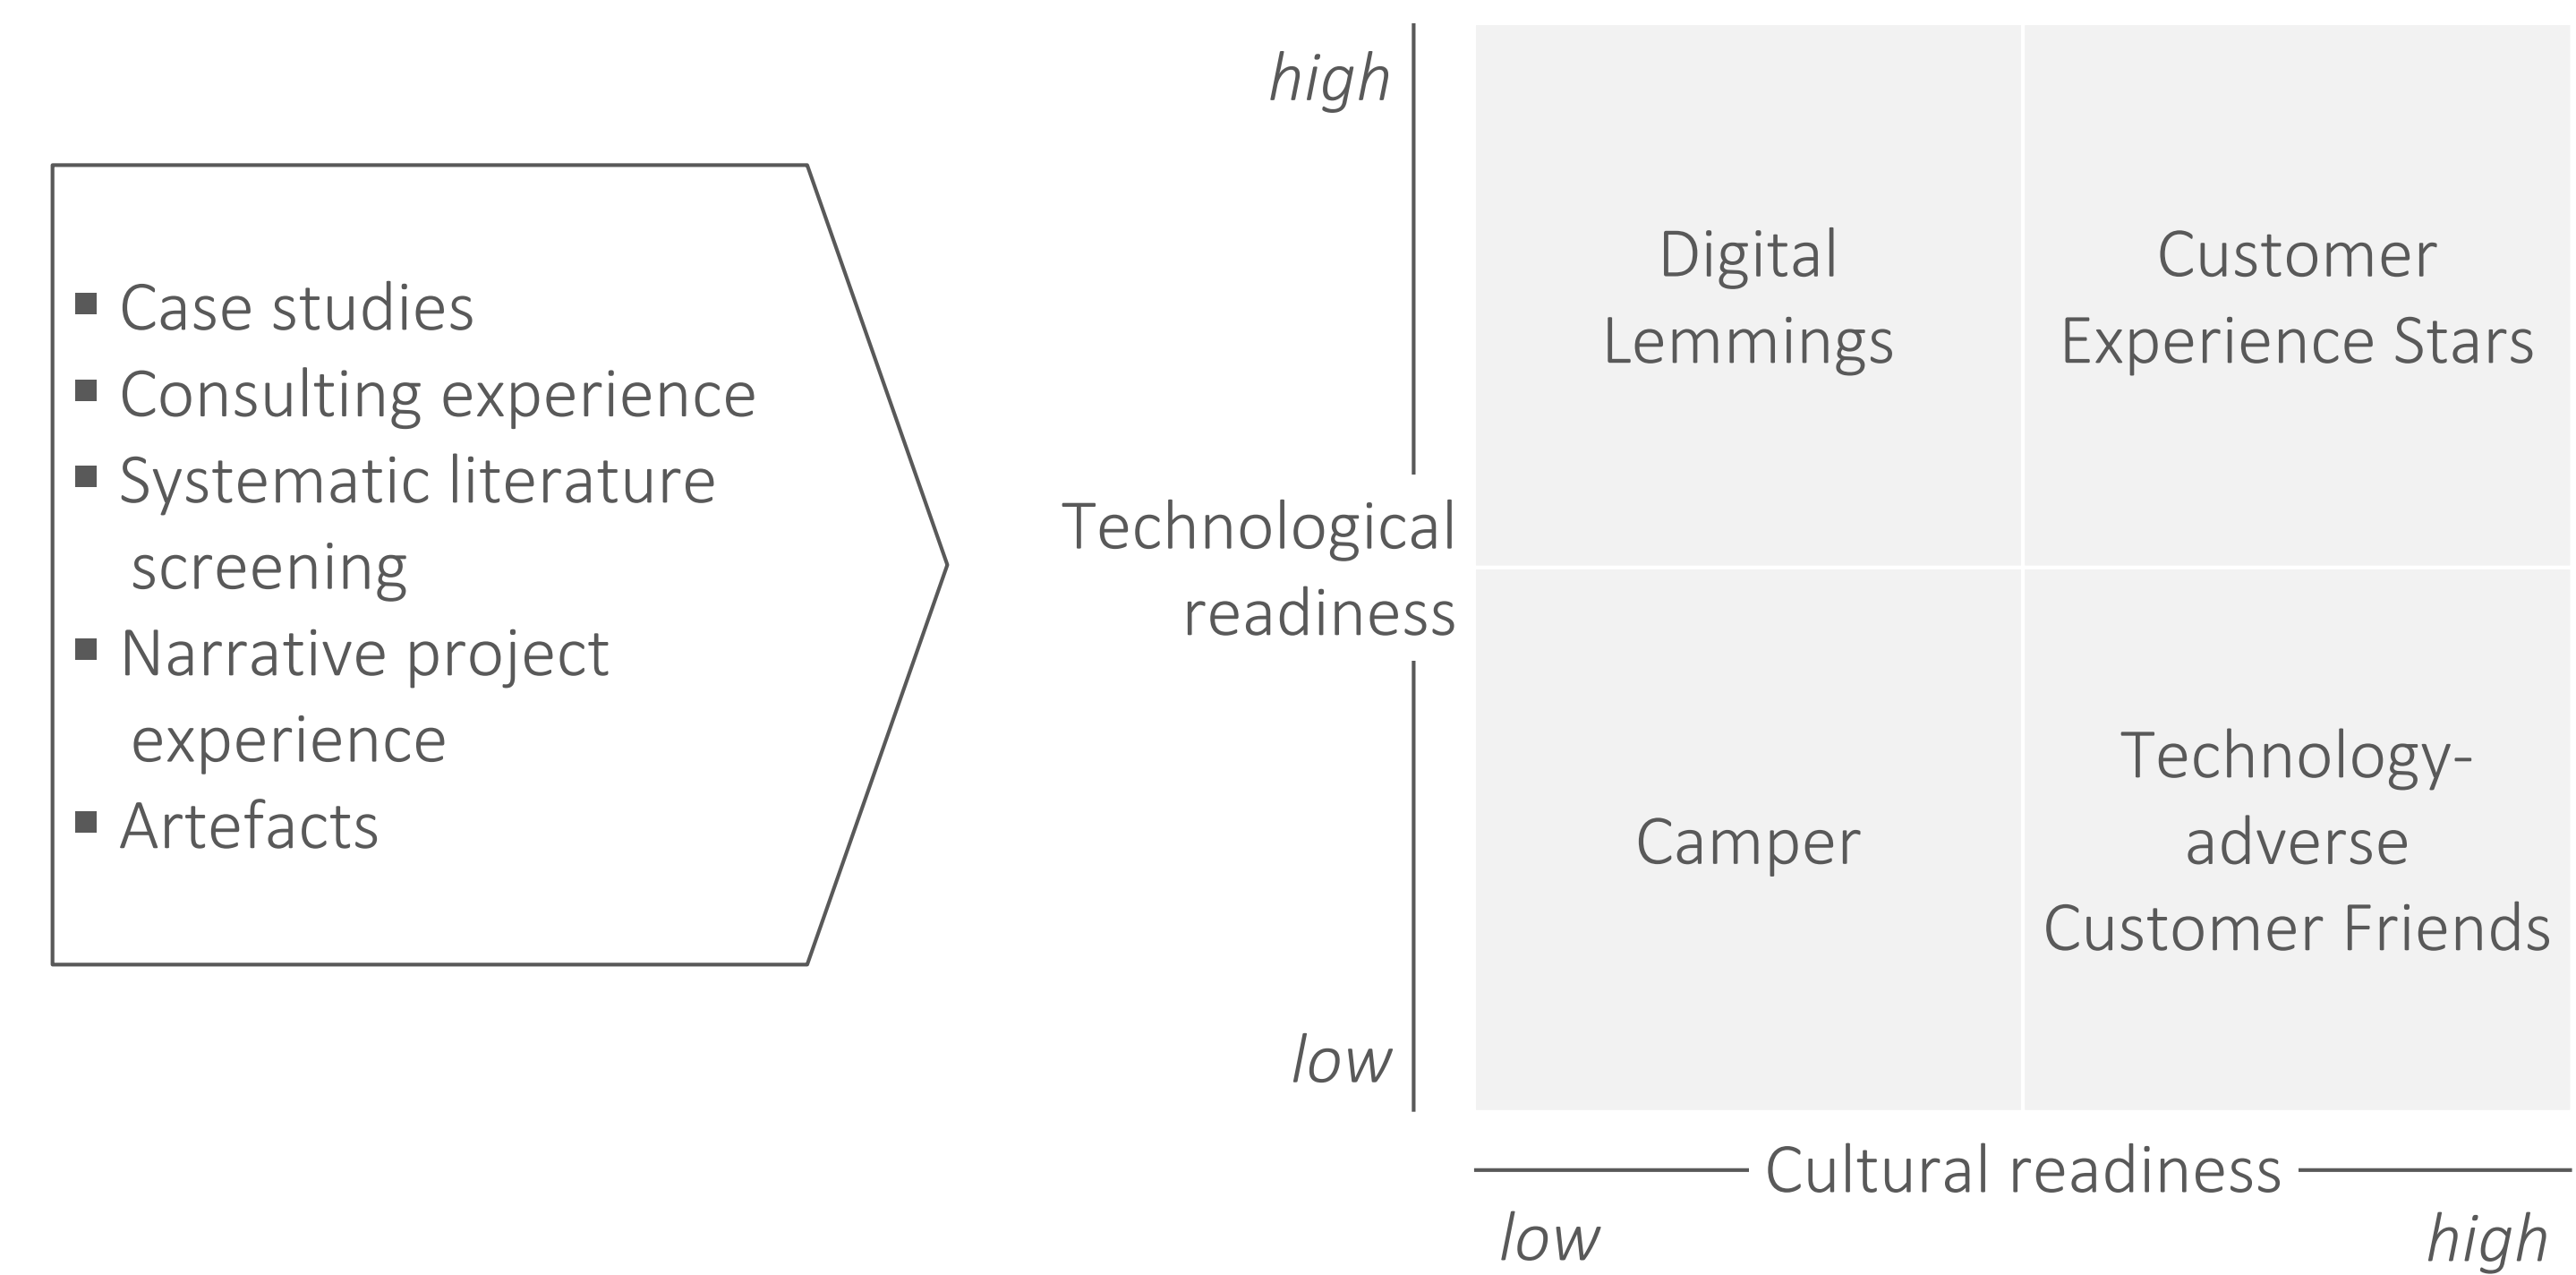 ▪ Case studies
▪ Consulting experience
▪ Systematic literature
screening
▪ Narrative project
experience
▪ Artefacts
high
Technological
readiness
low
Digital
Lemmings
Customer
Experience Stars
Camper
Technology-
adverse
Customer Friends
Cultural readiness
low
high